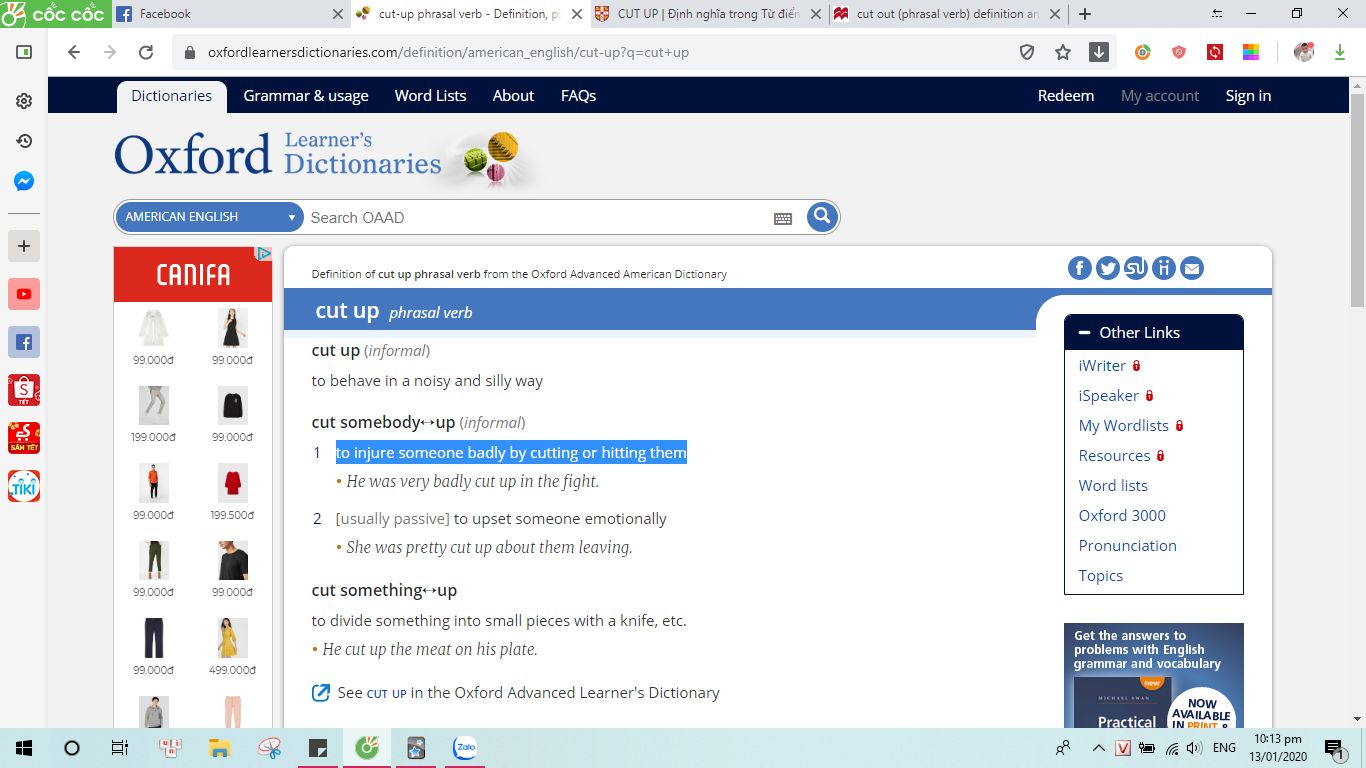 cốc cốc
Facebook
cut-up phrasal verb - Definition, p
CUT UP | Định nghĩa trong Từ điển
cut out (phrasal verb) definition an
oxfordlearnersdictionaries.com/definition/american_english/cut-up?q=cut+up
Dictionaries Grammar & usage Word Lists About FAQs Redeem My account Sign in
Oxford Learner's Dictionaries
AMERICAN ENGLISH Search OAAD
CANIFA
99.000đ 99.000đ
199.000đ 99.000đ
99.000đ 199.500đ
99.000đ 99.000đ
99.000đ 499.000đ
Definition of cut up phrasal verb from the Oxford Advanced American Dictionary
cut up phrasal verb
cut up (informal)
to behave in a noisy and silly way
cut somebody↔up (informal)
1 to injure someone badly by cutting or hitting them
• He was very badly cut up in the fight.
2 [usually passive] to upset someone emotionally
• She was pretty cut up about them leaving.
cut something↔up
to divide something into small pieces with a knife, etc.
• He cut up the meat on his plate.
See CUT UP in the Oxford Advanced Learner's Dictionary
Other Links
iWriter
iSpeaker
My Wordlists
Resources
Word lists
Oxford 3000
Pronunciation
Topics
Get the answers to
problems with English
grammar and vocabulary
new
MICHAEL SWAN
Practical
NOW
AVAILABLE
IN PRINT &
S
TẾT
SẮM TẾT
TIKI
Zalo
ENG
10:13 pm
13/01/2020
1